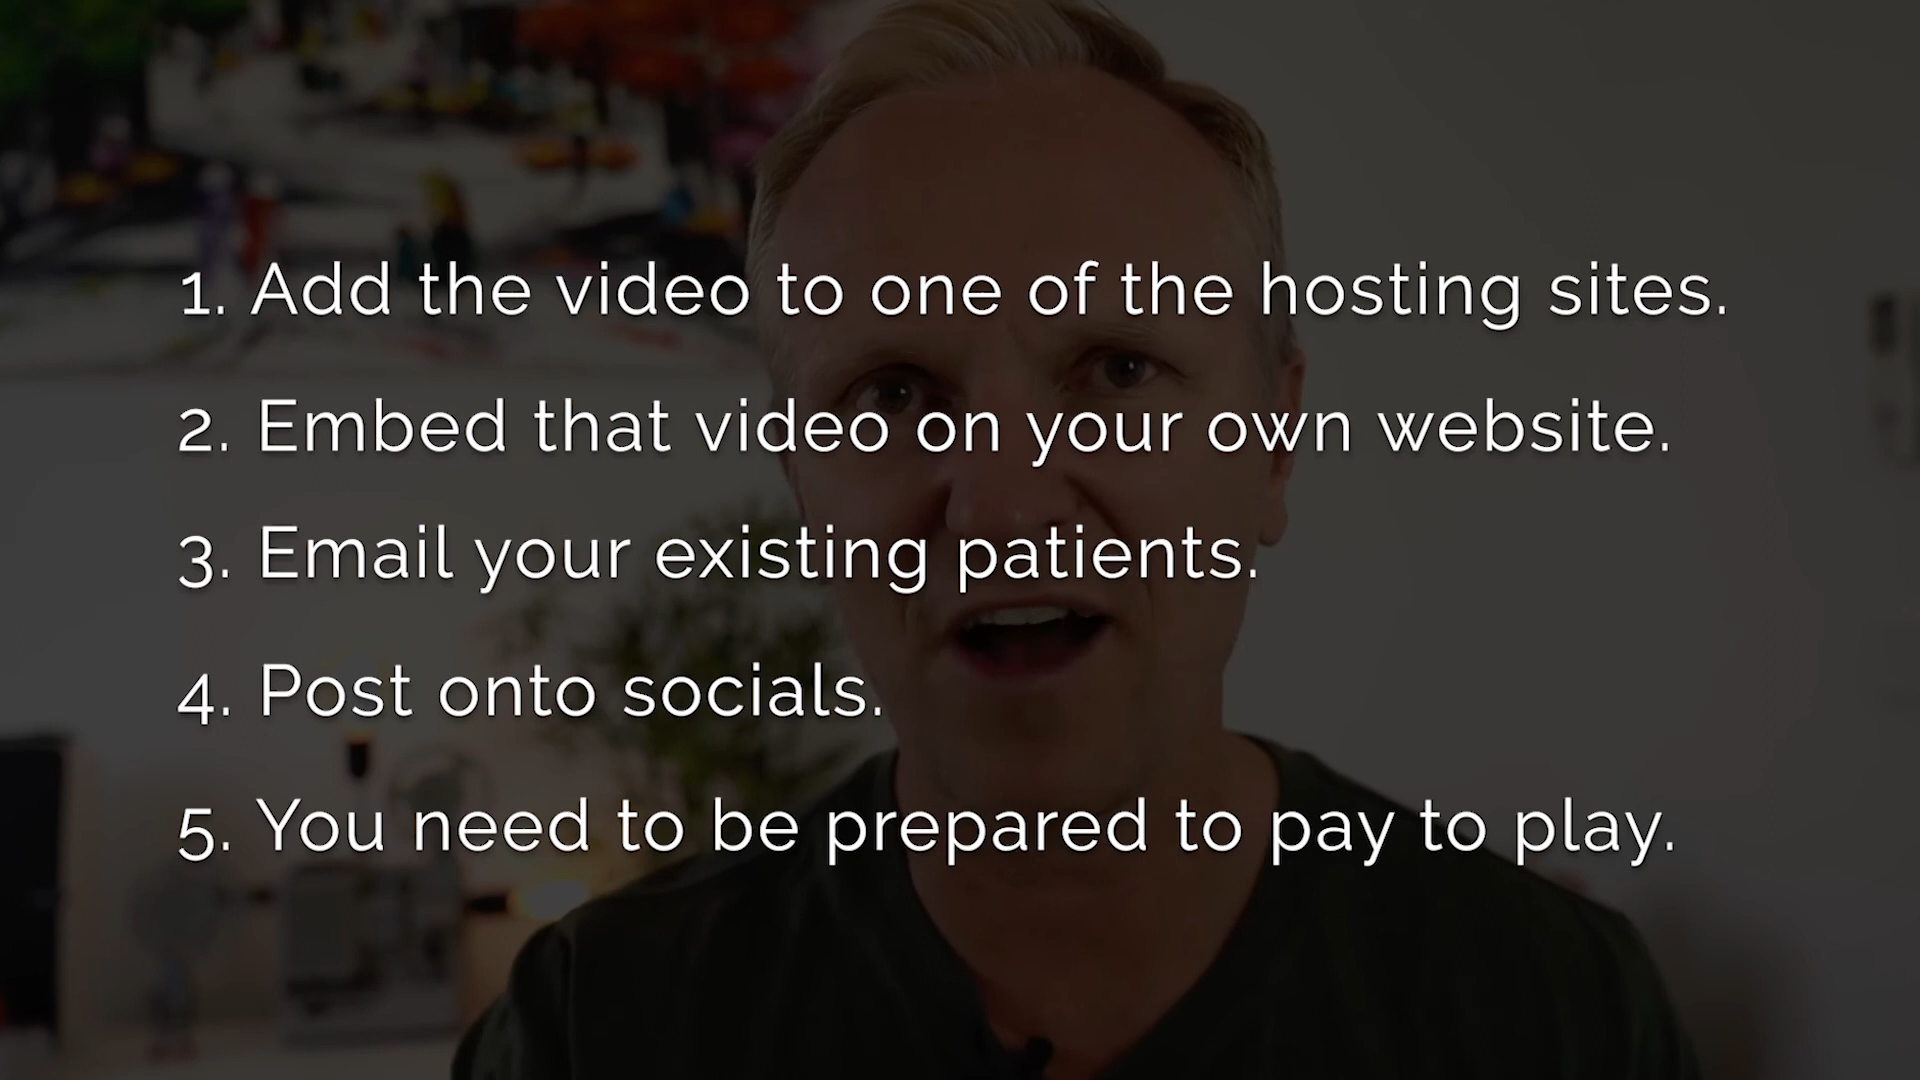 1. Add the video to one of the hosting sites.
2. Embed that video on your own website.
3. Email your existing patients.
4. Post onto socials.
5. You need to be prepared to pay to play.